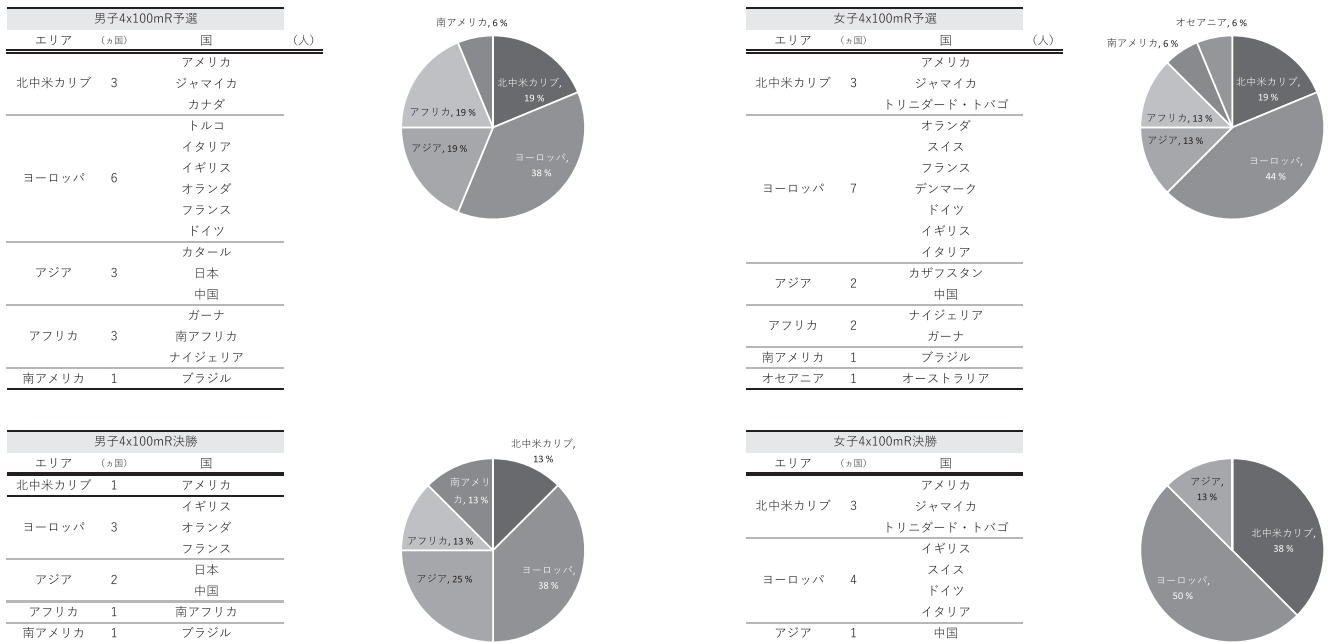 男子4x100mR予選
エリア (ヵ国) 国 (人)
アメリカ
北中米カリブ 3 ジャマイカ
カナダ
トルコ
イタリア
ヨーロッパ 6 イギリス
オランダ
フランス
ドイツ
カタール
アジア 3 日本
中国
ガーナ
アフリカ 3 南アフリカ
ナイジェリア
南アメリカ 1 ブラジル
南アメリカ, 6 %
北中米カリブ,
19 %
アフリカ, 19 %
アジア, 19 %
ヨーロッパ,
38 %
女子4x100mR予選
エリア (ヵ国) 国 (人)
アメリカ
北中米カリブ 3 ジャマイカ
トリニダード・トバゴ
オランダ
スイス
フランス
ヨーロッパ 7 デンマーク
ドイツ
イギリス
イタリア
アジア 2 カザフスタン
中国
アフリカ 2 ナイジェリア
ガーナ
南アメリカ 1 ブラジル
オセアニア 1 オーストラリア
オセアニア, 6 %
南アメリカ, 6 %
北中米カリブ,
19 %
アフリカ, 13 %
アジア, 13 %
ヨーロッパ,
44 %
男子4x100mR決勝
エリア (ヵ国) 国
北中米カリブ 1 アメリカ
イギリス
ヨーロッパ 3 オランダ
フランス
アジア 2 日本
中国
アフリカ 1 南アフリカ
南アメリカ 1 ブラジル
北中米カリブ,
13 %
南アメリ
カ, 13 %
アフリカ, 13 %
アジア, 25 %
ヨーロッパ,
38 %
女子4x100mR決勝
エリア (ヵ国) 国
アメリカ
北中米カリブ 3 ジャマイカ
トリニダード・トバゴ
イギリス
ヨーロッパ 4 スイス
ドイツ
イタリア
アジア 1 中国
アジア,
13 %
北中米カリブ,
38 %
ヨーロッパ,
50 %